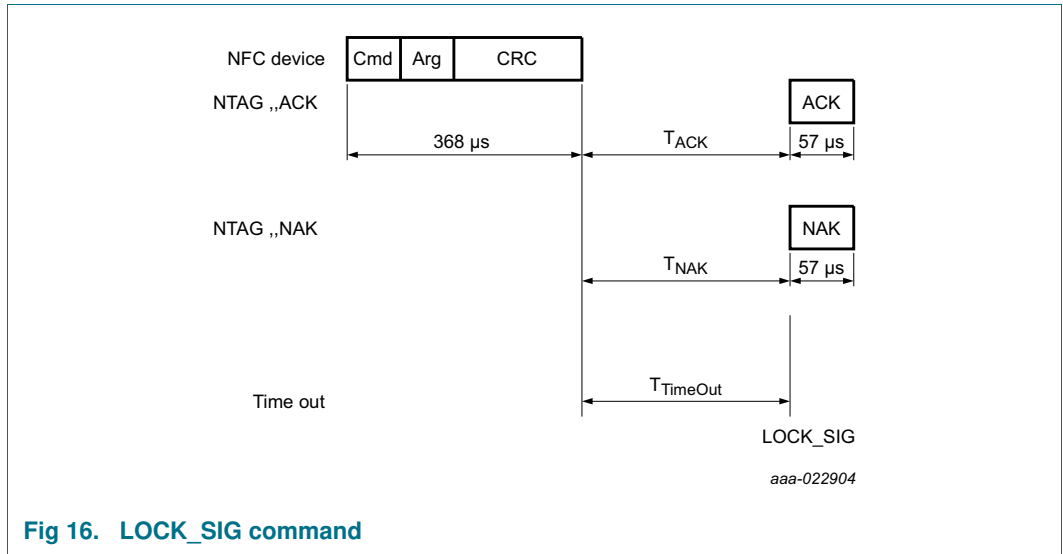 NFC device Cmd Arg CRC
NTAG ,,ACK ACK
368 µs TACK 57 µs
NTAG ,,NAK NAK
TNAK 57 µs
Time out TTimeOut
LOCK_SIG
aaa-022904
Fig 16. LOCK_SIG command